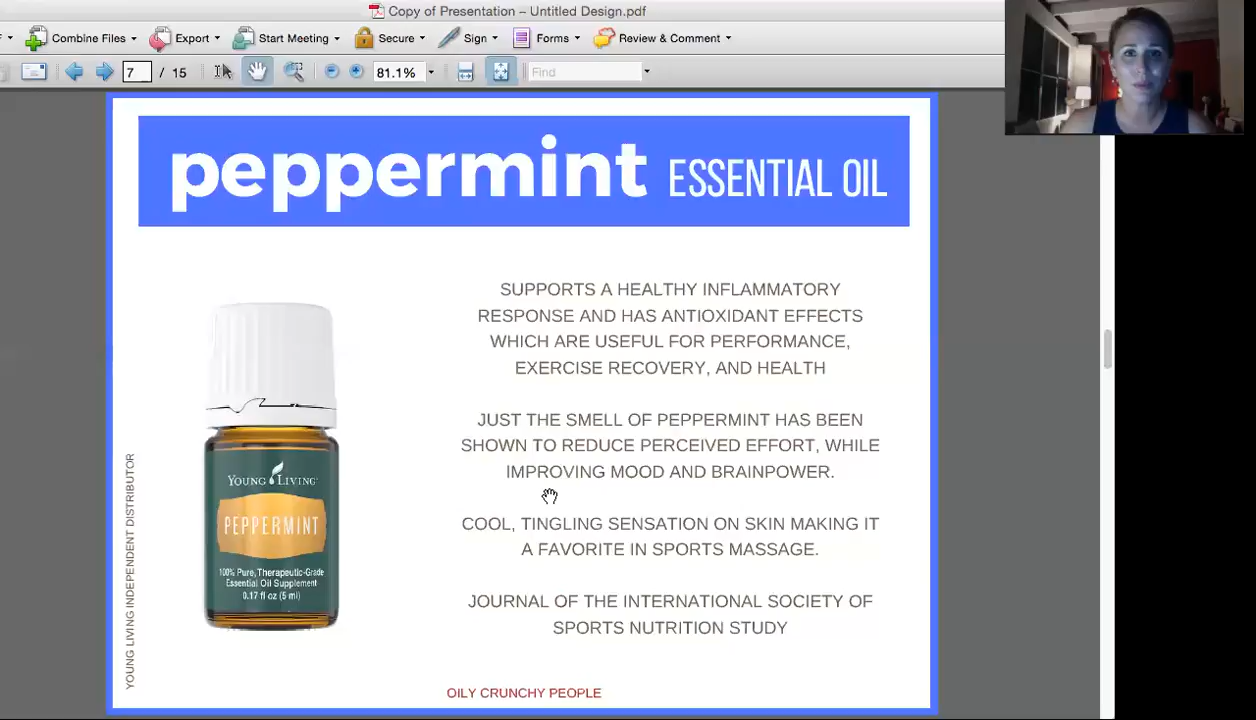 Copy of Presentation – Untitled Design.pdf
Combine Files
Export
Start Meeting
Secure
Sign
Forms
Review & Comment
7 / 15
81.1%
Find
peppermint ESSENTIAL OIL
SUPPORTS A HEALTHY INFLAMMATORY
RESPONSE AND HAS ANTIOXIDANT EFFECTS
WHICH ARE USEFUL FOR PERFORMANCE,
EXERCISE RECOVERY, AND HEALTH
JUST THE SMELL OF PEPPERMINT HAS BEEN
SHOWN TO REDUCE PERCEIVED EFFORT, WHILE
IMPROVING MOOD AND BRAINPOWER.
COOL, TINGLING SENSATION ON SKIN MAKING IT
A FAVORITE IN SPORTS MASSAGE.
JOURNAL OF THE INTERNATIONAL SOCIETY OF
SPORTS NUTRITION STUDY
YOUNG LIVING
PEPPERMINT
100% Pure, Therapeutic-Grade
Essential Oil Supplement
0.17 fl oz (5 ml)
YOUNG LIVING INDEPENDENT DISTRIBUTOR
OILY CRUNCHY PEOPLE